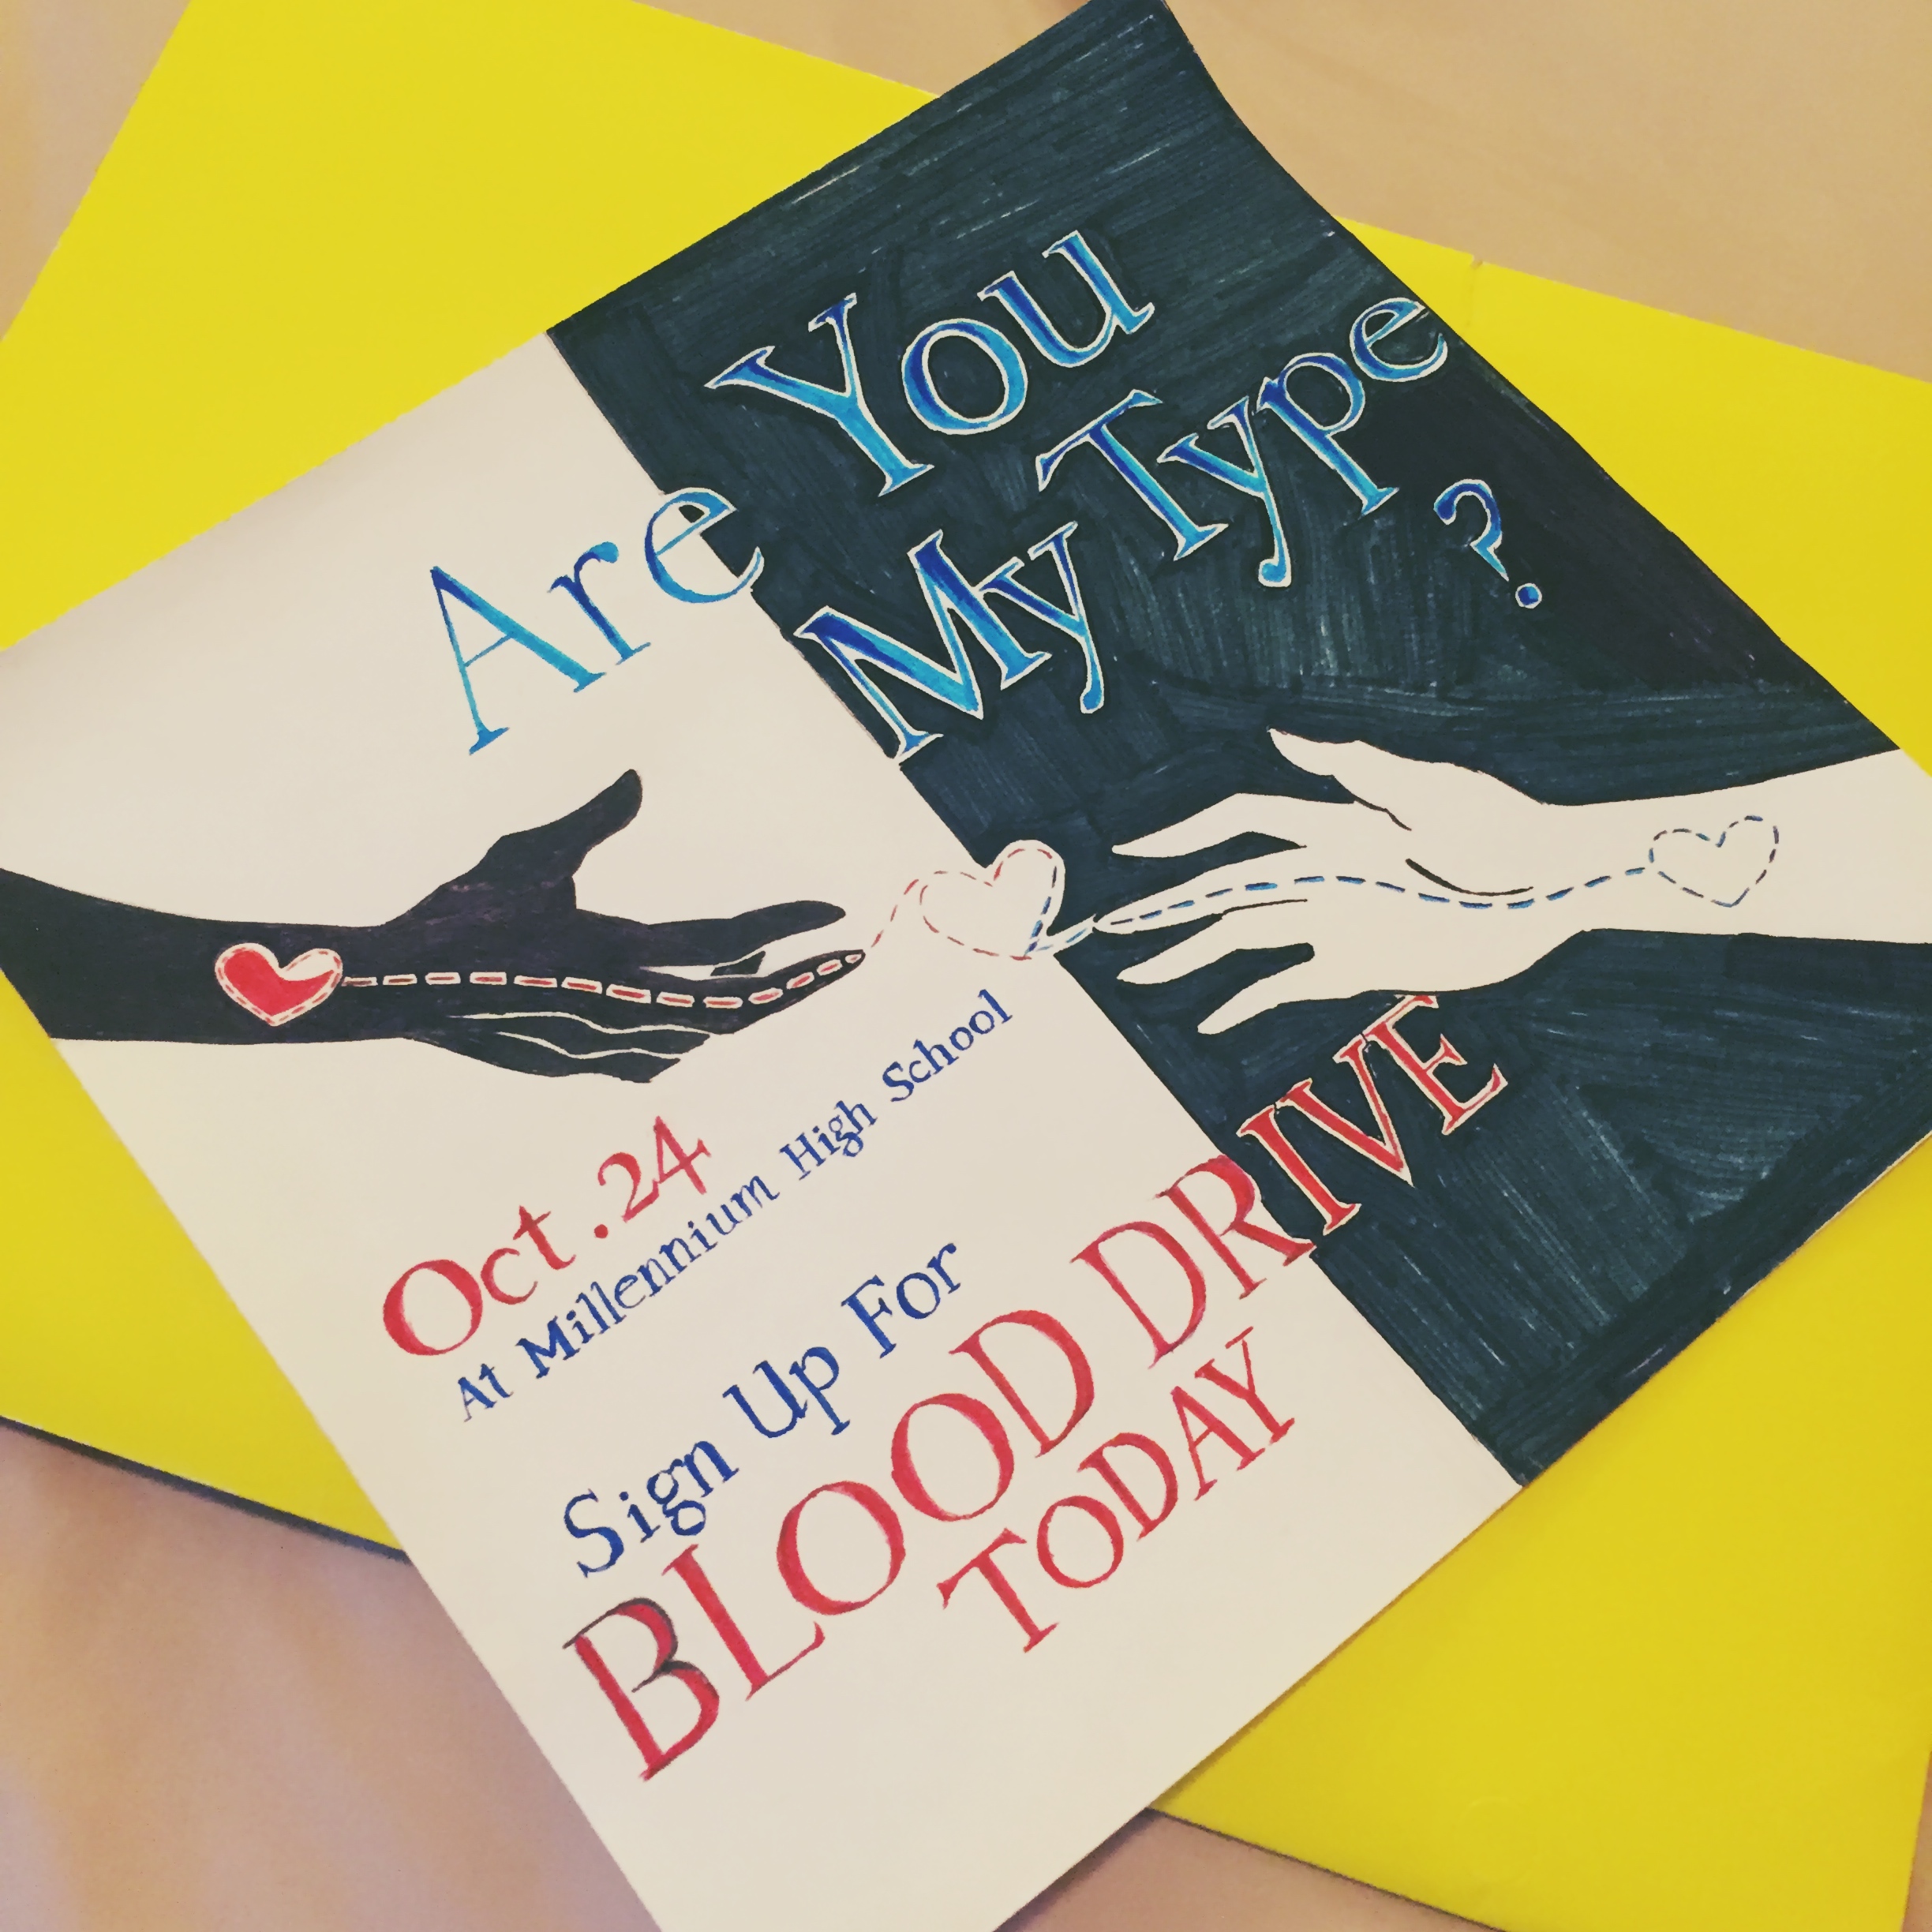 Are You
My Type
?
Oct. 24
At Millennium High School
Sign Up For
BLOOD DRIVE
TODAY